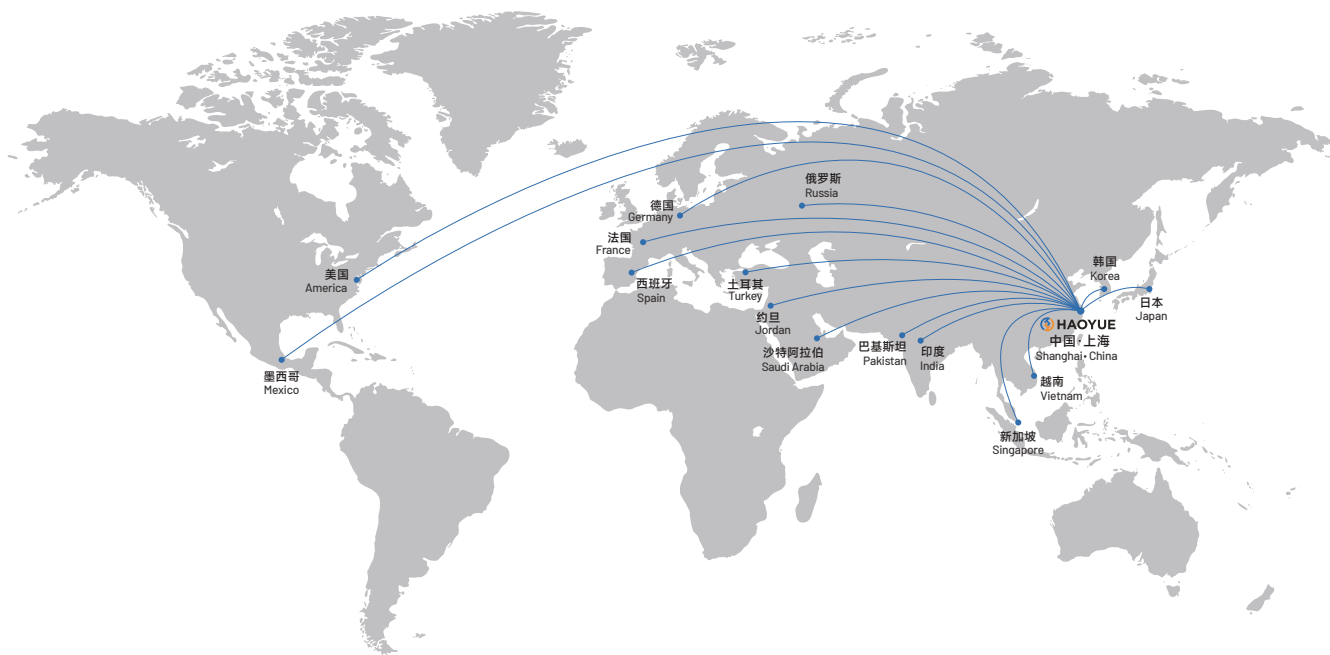 俄罗斯
Russia
德国
Germany
法国
France
美国
America
西班牙
Spain
土耳其
Turkey
韩国
Korea
日本
Japan
约旦
Jordan
HAOYUE
中国·上海
Shanghai·China
沙特阿拉伯
Saudi Arabia
巴基斯坦
Pakistan
印度
India
墨西哥
Mexico
越南
Vietnam
新加坡
Singapore